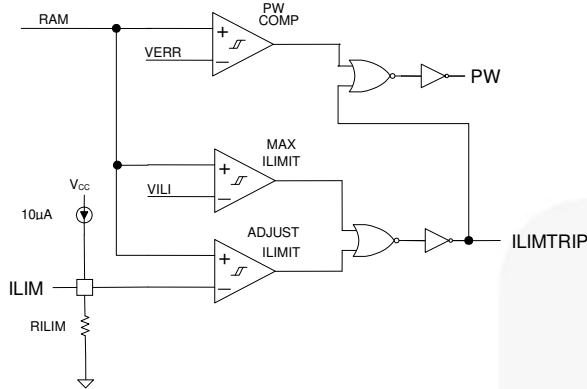 RAM
PW
COMP
VERR
PW
MAX
ILIMIT
VILI
VCC
10µA
ADJUST
ILIMIT
ILIMTRIP
ILIM
RILIM